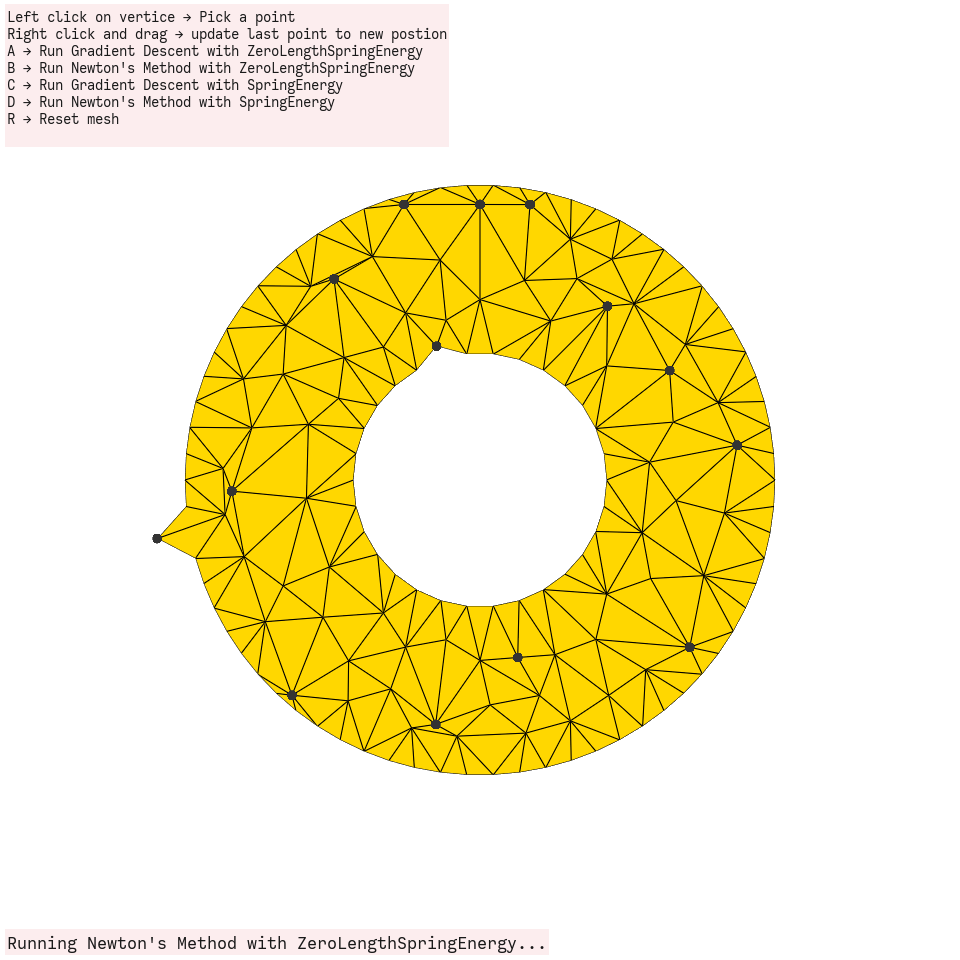 Left click on vertice → Pick a point
Right click and drag → update last point to new postion
A → Run Gradient Descent with ZeroLengthSpringEnergy
B → Run Newton's Method with ZeroLengthSpringEnergy
C → Run Gradient Descent with SpringEnergy
D → Run Newton's Method with SpringEnergy
R → Reset mesh
Running Newton's Method with ZeroLengthSpringEnergy...